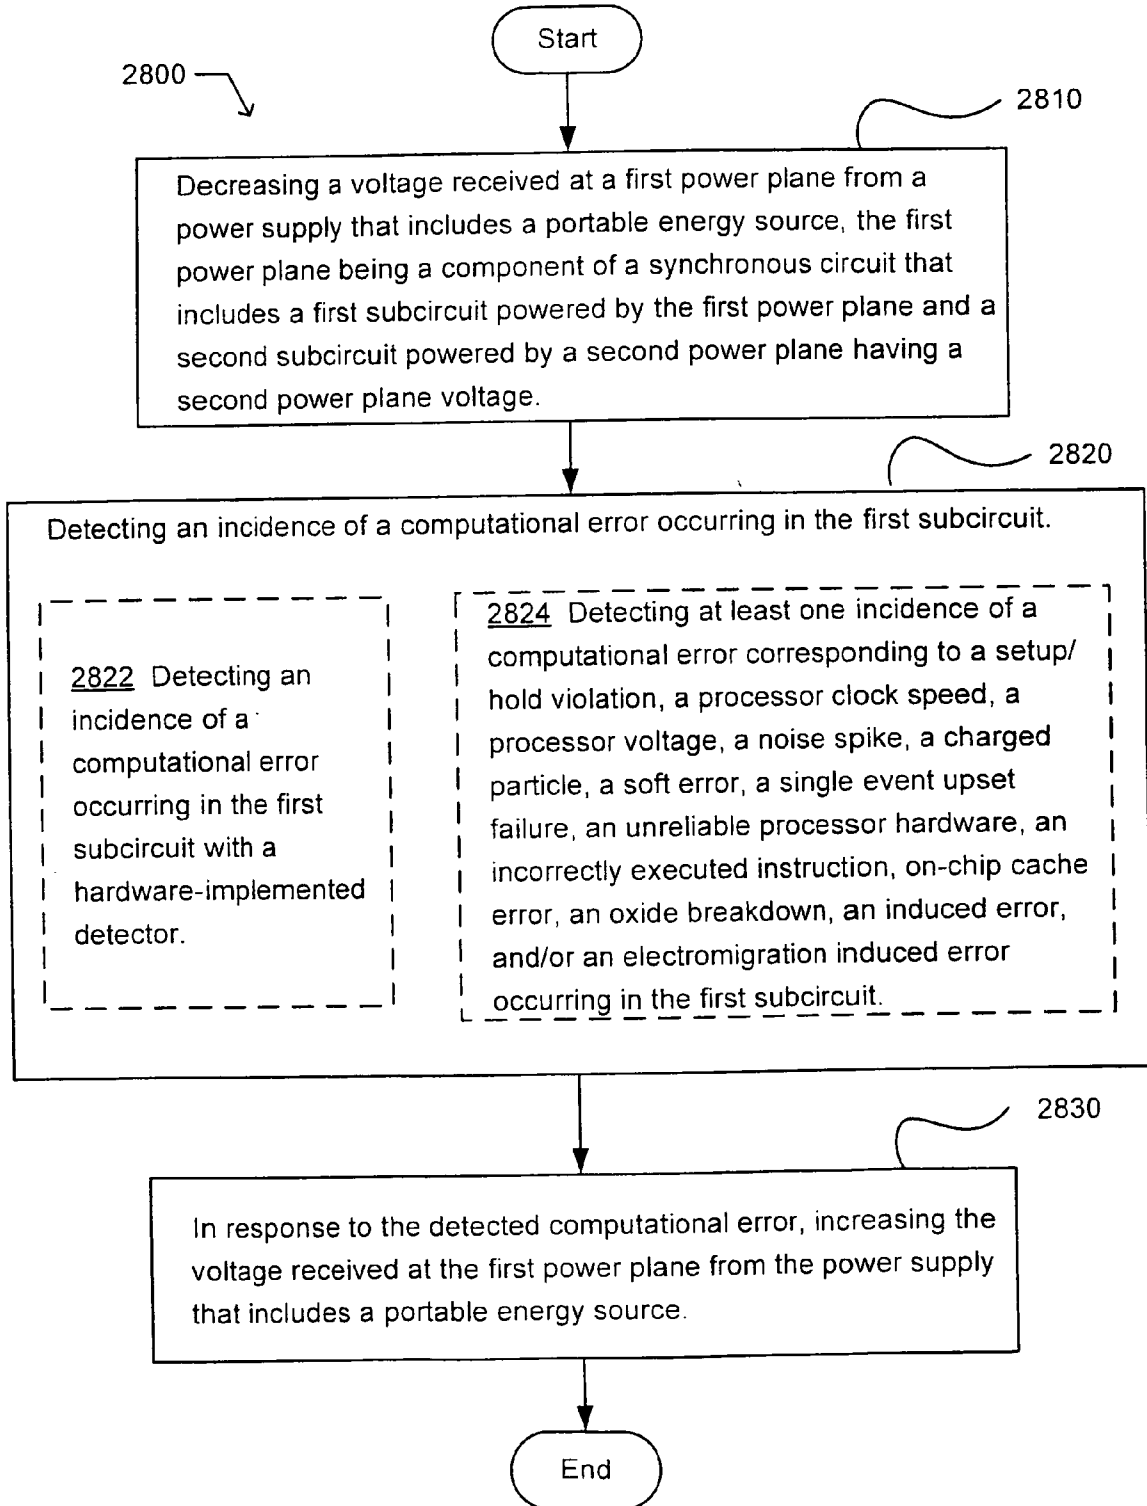 Start
2800
2810
Decreasing a voltage received at a first power plane from a
power supply that includes a portable energy source, the first
power plane being a component of a synchronous circuit that
includes a first subcircuit powered by the first power plane and a
second subcircuit powered by a second power plane having a
second power plane voltage.
2820
Detecting an incidence of a computational error occurring in the first subcircuit.
2822 Detecting an
incidence of a
computational error
occurring in the first
subcircuit with a
hardware-implemented
detector.
2824 Detecting at least one incidence of a
computational error corresponding to a setup/
hold violation, a processor clock speed, a
processor voltage, a noise spike, a charged
particle, a soft error, a single event upset
failure, an unreliable processor hardware, an
incorrectly executed instruction, on-chip cache
error, an oxide breakdown, an induced error,
and/or an electromigration induced error
occurring in the first subcircuit.
2830
In response to the detected computational error, increasing the
voltage received at the first power plane from the power supply
that includes a portable energy source.
End